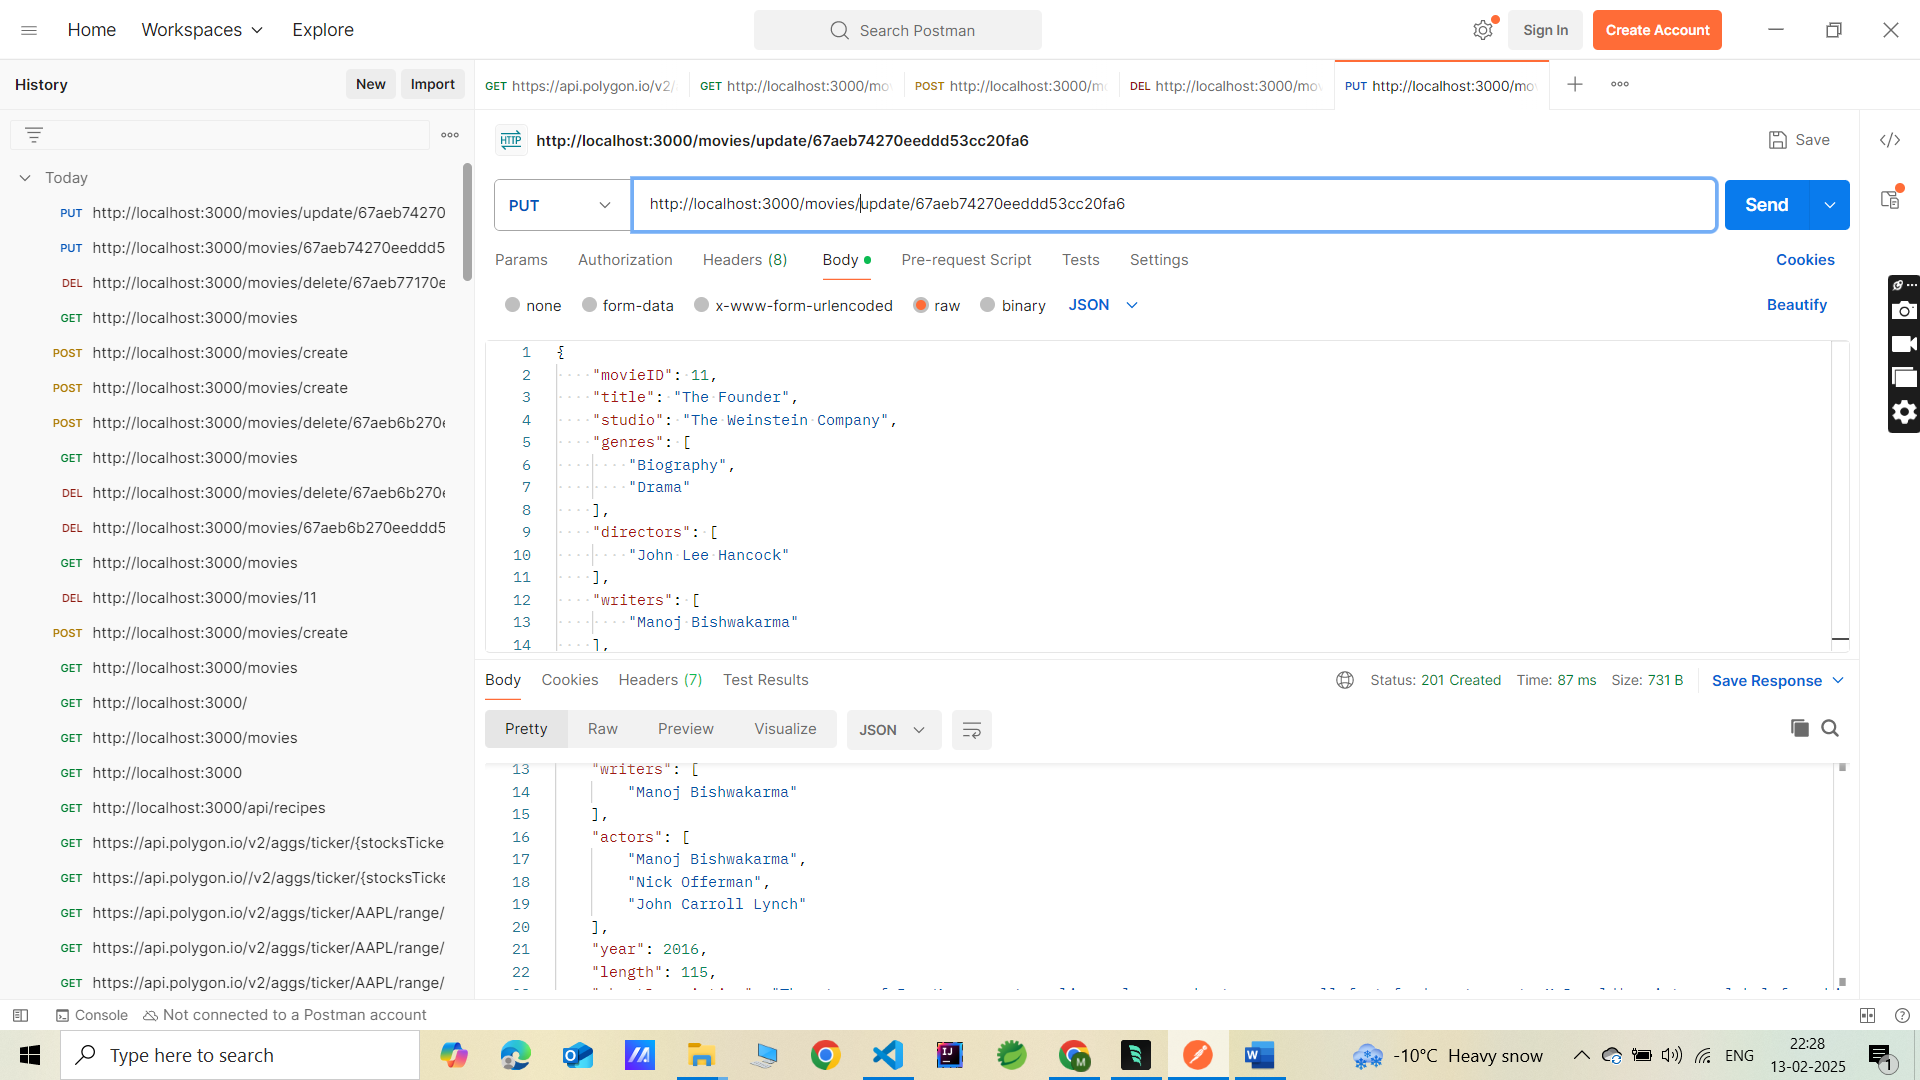 Home
Workspaces
Explore
Search Postman
Sign In
Create Account
History
New
Import
GET https://api.polygon.io/v2/
GET http://localhost:3000/mo
POST http://localhost:3000/m
DEL http://localhost:3000/mo
PUT http://localhost:3000/mo
HTTP
http://localhost:3000/movies/update/67aeb74270eeddd53cc20fa6
Save
PUT
http://localhost:3000/movies/update/67aeb74270eeddd53cc20fa6
Send
Params
Authorization
Headers (8)
Body
Pre-request Script
Tests
Settings
Cookies
none
form-data
x-www-form-urlencoded
raw
binary
JSON
Beautify
Today
PUT http://localhost:3000/movies/update/67aeb74270
PUT http://localhost:3000/movies/67aeb74270eeddd5
DEL http://localhost:3000/movies/delete/67aeb77170e
GET http://localhost:3000/movies
POST http://localhost:3000/movies/create
POST http://localhost:3000/movies/create
POST http://localhost:3000/movies/delete/67aeb6b270e
GET http://localhost:3000/movies
DEL http://localhost:3000/movies/delete/67aeb6b270e
DEL http://localhost:3000/movies/67aeb6b270eeddd5
GET http://localhost:3000/movies
DEL http://localhost:3000/movies/11
POST http://localhost:3000/movies/create
GET http://localhost:3000/movies
GET http://localhost:3000/
GET http://localhost:3000/movies
GET http://localhost:3000
GET http://localhost:3000/api/recipes
GET https://api.polygon.io/v2/aggs/ticker/{stocksTicke
GET https://api.polygon.io//v2/aggs/ticker/{stocksTicke
GET https://api.polygon.io/v2/aggs/ticker/AAPL/range/
GET https://api.polygon.io/v2/aggs/ticker/AAPL/range/
GET https://api.polygon.io/v2/aggs/ticker/AAPL/range/
1 {
2 "movieID": 11,
3 "title": "The Founder",
4 "studio": "The Weinstein Company",
5 "genres": [
6 "Biography",
7 "Drama"
8 ],
9 "directors": [
10 "John Lee Hancock"
11 ],
12 "writers": [
13 "Manoj Bishwakarma"
14 ],
Body
Cookies
Headers (7)
Test Results
Status: 201 Created
Time: 87 ms
Size: 731 B
Save Response
Pretty
Raw
Preview
Visualize
JSON
13 "writers": [
14 "Manoj Bishwakarma"
15 ],
16 "actors": [
17 "Manoj Bishwakarma",
18 "Nick Offerman",
19 "John Carroll Lynch"
20 ],
21 "year": 2016,
22 "length": 115,
Console
Not connected to a Postman account
Type here to search
-10°C Heavy snow
ENG
22:28
13-02-2025
1